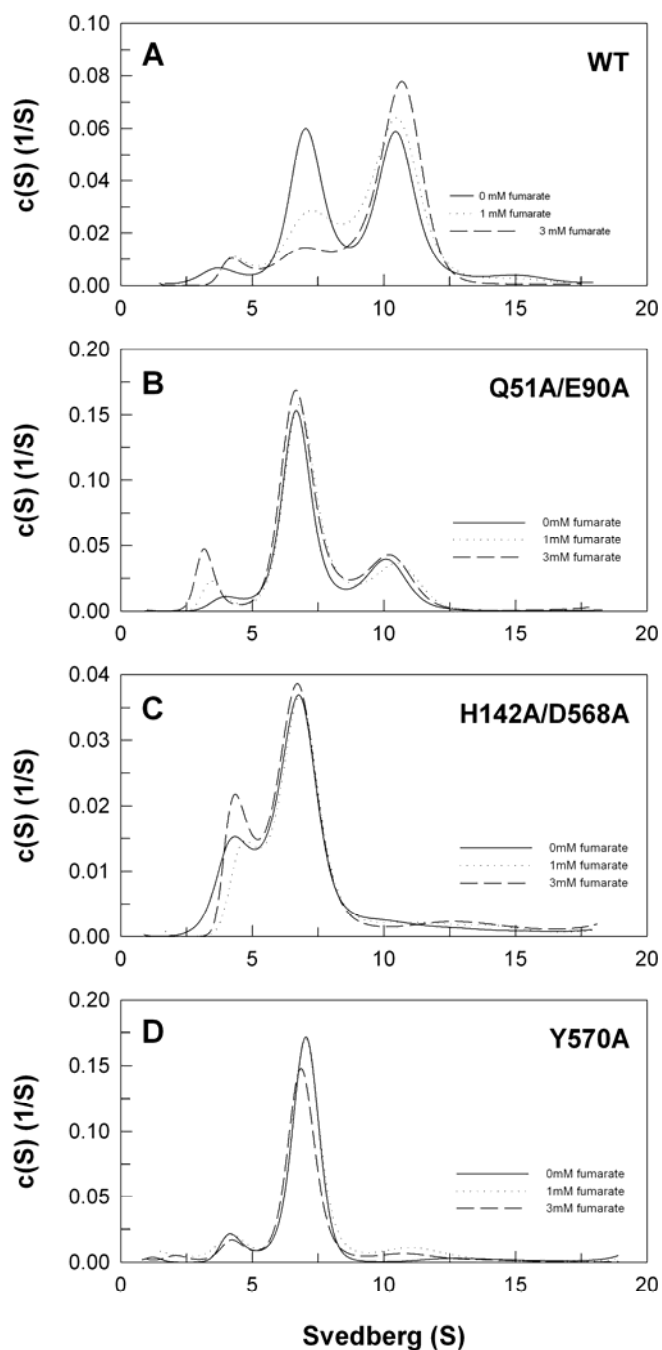 A
WT
c(S) (1/S)
0.10
0.08
0.06
0.04
0.02
0.00
0 mM fumarate
1 mM fumarate
3 mM fumarate
0 5 10 15 20
B
Q51A/E90A
c(S) (1/S)
0.20
0.15
0.10
0.05
0.00
0mM fumarate
1mM fumarate
3mM fumarate
0 5 10 15 20
C
H142A/D568A
c(S) (1/S)
0.04
0.03
0.02
0.01
0.00
0mM fumarate
1mM fumarate
3mM fumarate
0 5 10 15 20
D
Y570A
c(S) (1/S)
0.20
0.15
0.10
0.05
0.00
0mM fumarate
1mM fumarate
3mM fumarate
0 5 10 15 20
Svedberg (S)